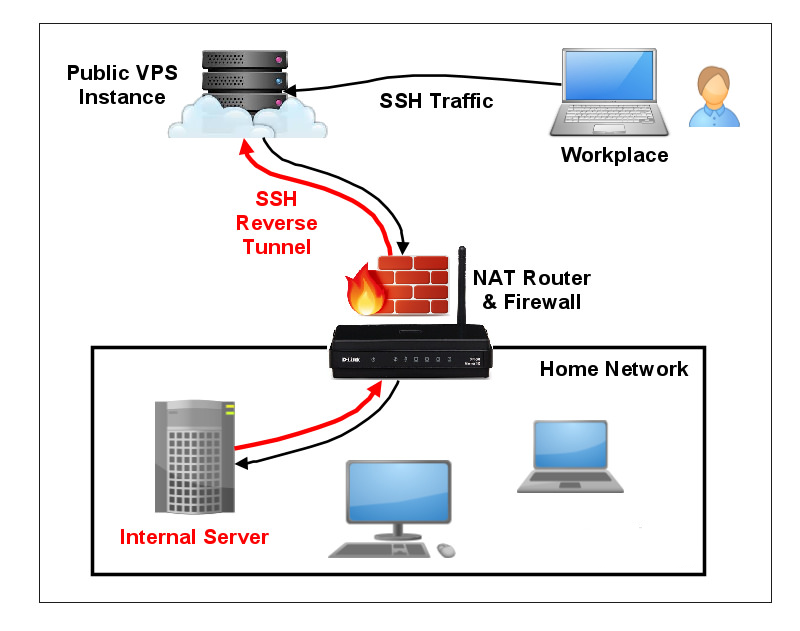 Public VPS
Instance
SSH Traffic
Workplace
SSH
Reverse
Tunnel
NAT Router
& Firewall
D-Link
Home Network
Internal Server